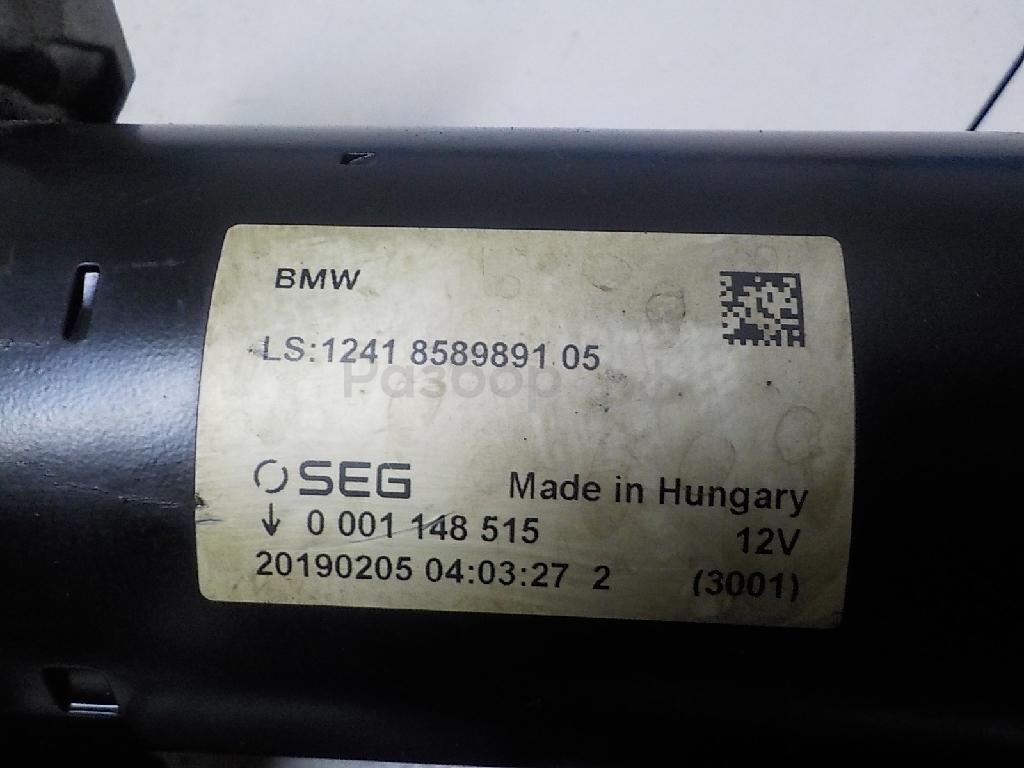 BMW
LS:1241 8589891.05
Разбор
SEG
Made in Hungary
0 001 148 515
12V
20190205 04:03:27 2
(3001)